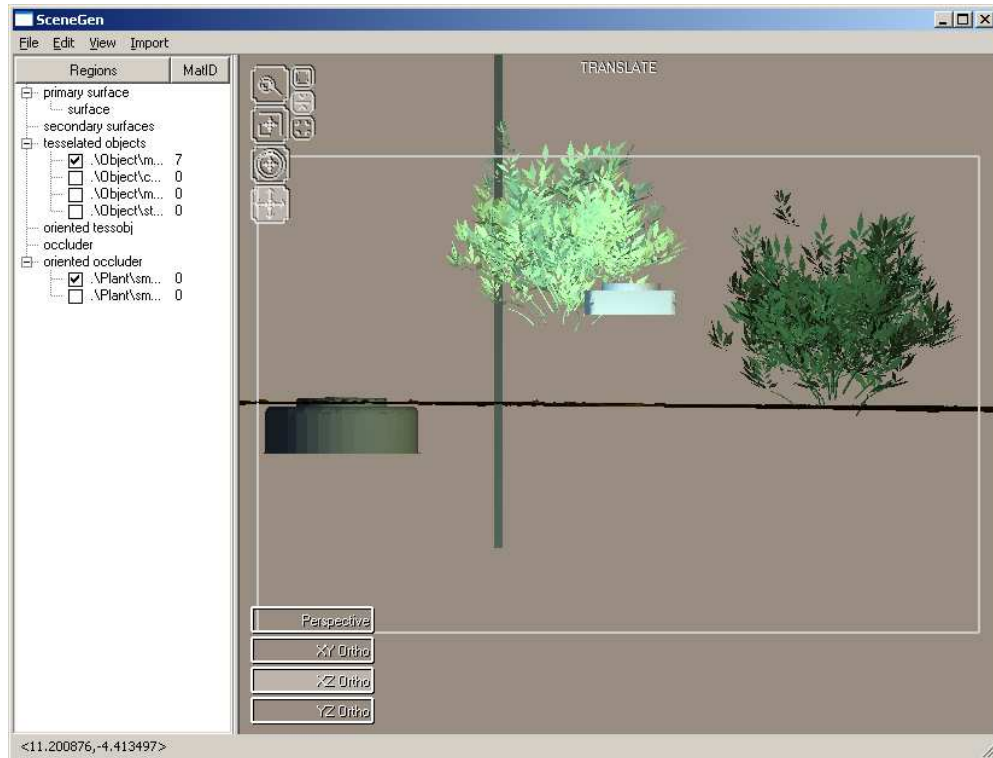 SceneGen
File Edit View Import
Regions MatID
TRANSLATE
primary surface
surface
secondary surfaces
tesselated objects
.\Object\m... 7
.\Object\c... 0
.\Object\m... 0
.\Object\st... 0
oriented tessobj
occluder
oriented occluder
.\Plant\sm... 0
.\Plant\sm... 0
Perspective
XY Ortho
XZ Ortho
YZ Ortho
<11.200876,-4.413497>